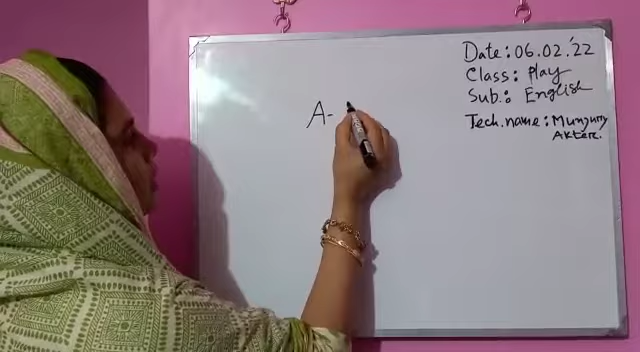 Date: 06.02.'22
Class: Play
Sub.: English
Tech. name: Munjury
Akter.
A-